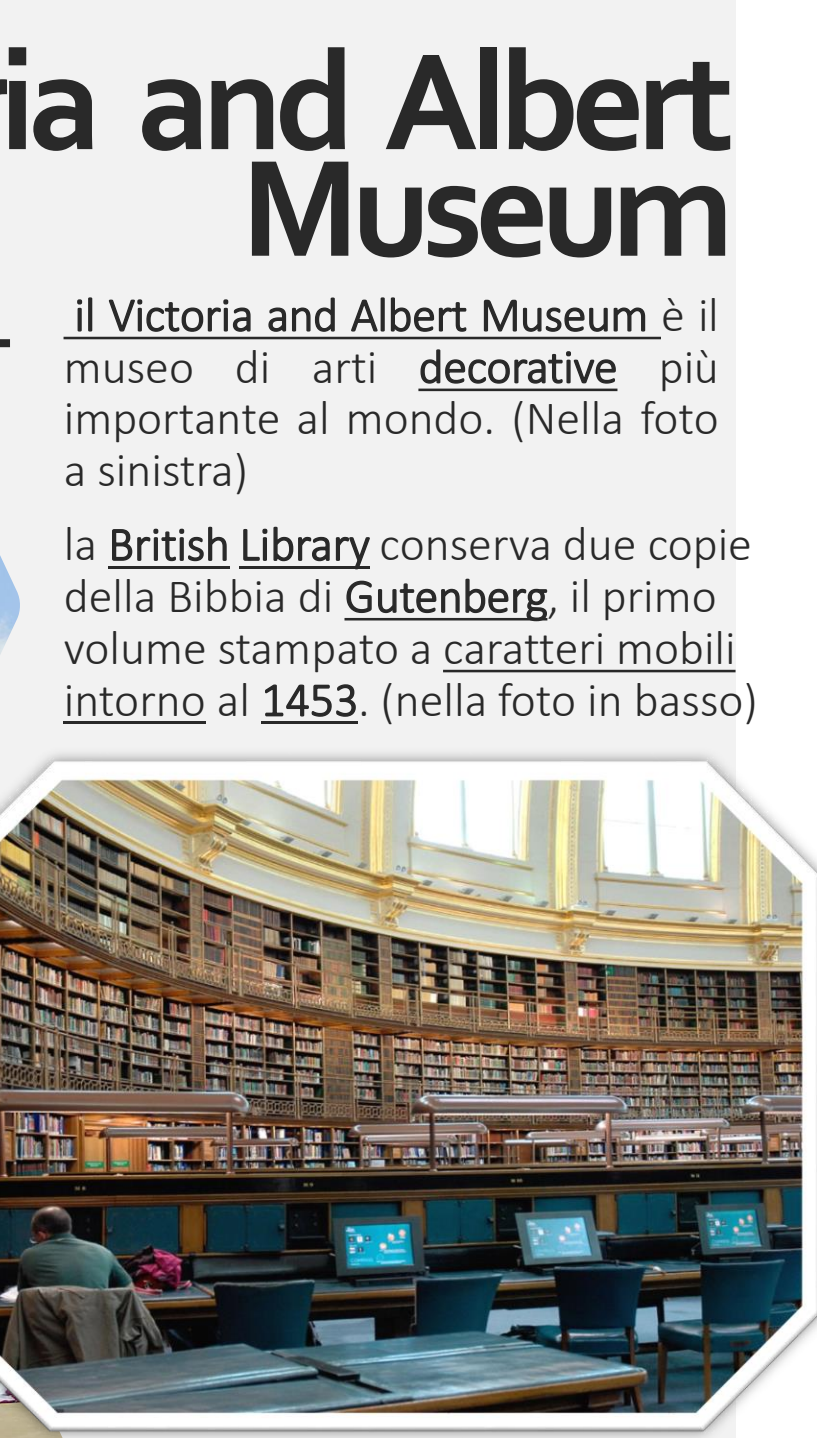 ria and Albert
Museum
il Victoria and Albert Museum è il
museo di arti decorative più
importante al mondo. (Nella foto
a sinistra)
la British Library conserva due copie
della Bibbia di Gutenberg, il primo
volume stampato a caratteri mobili
intorno al 1453. (nella foto in basso)